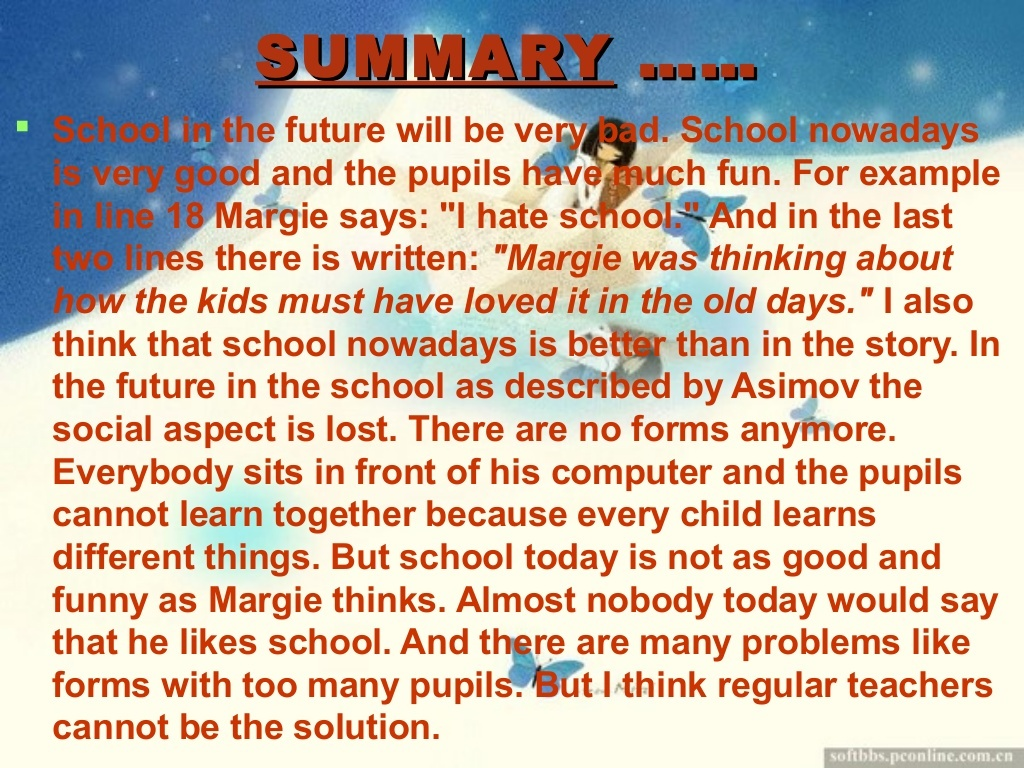 SUMMARY ……
School in the future will be very bad. School nowadays
is very good and the pupils have much fun. For example
in line 18 Margie says: "I hate school." And in the last
two lines there is written: "Margie was thinking about
how the kids must have loved it in the old days." I also
think that school nowadays is better than in the story. In
the future in the school as described by Asimov the
social aspect is lost. There are no forms anymore.
Everybody sits in front of his computer and the pupils
cannot learn together because every child learns
different things. But school today is not as good and
funny as Margie thinks. Almost nobody today would say
that he likes school. And there are many problems like
forms with too many pupils. But I think regular teachers
cannot be the solution.
softbbs.pconline.com.cn